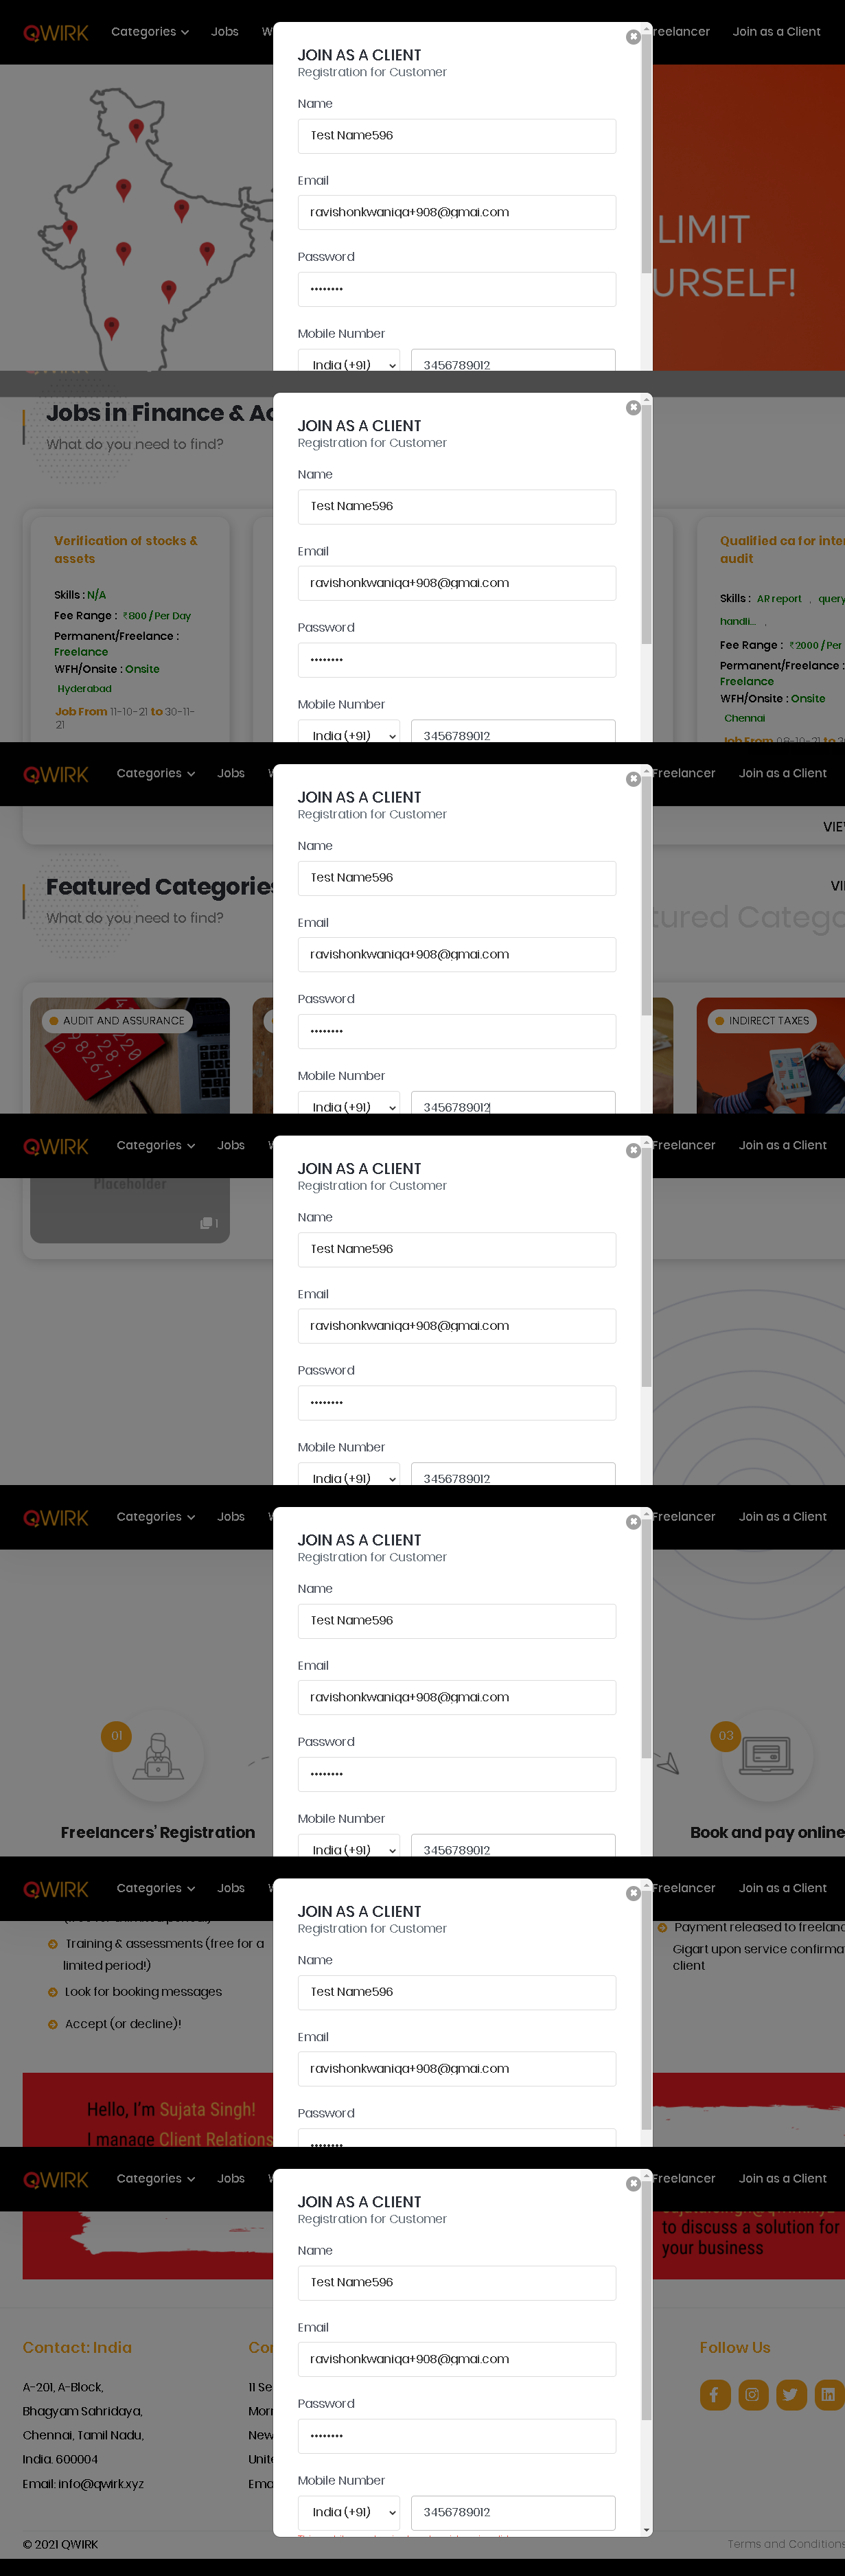 QWIRK Categories Jobs
Freelancer Join as a Client
JOIN AS A CLIENT
Registration for Customer
Name
Test Name596
Email
ravishonkwaniqa+908@gmai.com
Password
Mobile Number
India (+91) 3456789012
LIMIT
URSELF!
Jobs in Finance &
What do you need to find?
JOIN AS A CLIENT
Registration for Customer
Name
Test Name596
Email
ravishonkwaniqa+908@gmai.com
Password
Mobile Number
India (+91) 3456789012
Verification of stocks &
assets
Skills : N/A
Fee Range : ₹800 / Per Day
Permanent/Freelance :
Freelance
WFH/Onsite : Onsite
Hyderabad
Job From 11-10-21 to 30-11-
21
Qualified ca for
audit
Skills : AR report , query
handli... ,
Fee Range : ₹2000 / Per
Permanent/Freelance :
Freelance
WFH/Onsite : Onsite
Chennai
Job From 08-10-21 to
QWIRK Categories Jobs
Freelancer Join as a Client
JOIN AS A CLIENT
Registration for Customer
Name
Test Name596
Email
ravishonkwaniqa+908@gmai.com
Password
Mobile Number
India (+91) 3456789012
Featured Categories
What do you need to find?
AUDIT AND ASSURANCE
INDIRECT TAXES
QWIRK Categories Jobs
Freelancer Join as a Client
Placeholder
1
JOIN AS A CLIENT
Registration for Customer
Name
Test Name596
Email
ravishonkwaniqa+908@gmai.com
Password
Mobile Number
India (+91) 3456789012
QWIRK Categories Jobs
Freelancer Join as a Client
JOIN AS A CLIENT
Registration for Customer
Name
Test Name596
Email
ravishonkwaniqa+908@gmai.com
Password
Mobile Number
India (+91) 3456789012
01
Freelancers' Registration
03
Book and pay online
QWIRK Categories Jobs
Freelancer Join as a Client
JOIN AS A CLIENT
Registration for Customer
Name
Test Name596
Email
ravishonkwaniqa+908@gmai.com
Password
Training & assessments (free for a
limited period!)
Look for booking messages
Accept (or decline)!
Payment released to
Gigart upon service
client
Hello, I'm Sujata Singh!
I manage Client Relations
QWIRK Categories Jobs
Freelancer Join as a Client
JOIN AS A CLIENT
Registration for Customer
Name
Test Name596
Email
ravishonkwaniqa+908@gmai.com
Password
Mobile Number
India (+91) 3456789012
to discuss a solution for
your business
Contact: India
A-201, A-Block,
Bhagyam Sahridaya,
Chennai, Tamil Nadu,
India. 600004
Email: info@qwirk.xyz
11
Follow Us
© 2021 QWIRK
Terms and Conditions